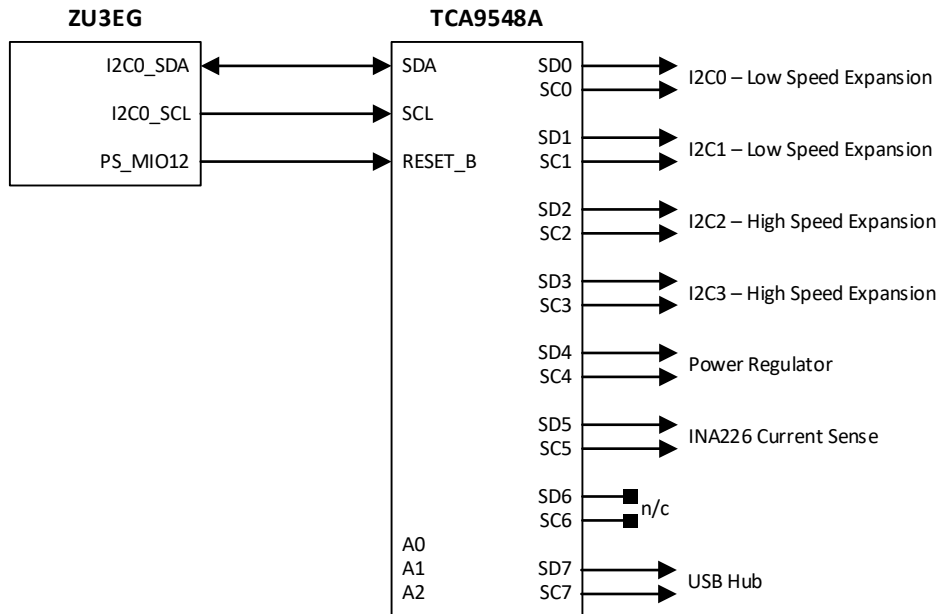 ZU3EG
TCA9548A
I2C0_SDA
I2C0_SCL
PS_MIO12
SDA
SCL
RESET_B
A0
A1
A2
SD0
SC0
I2C0 – Low Speed Expansion
SD1
SC1
I2C1 – Low Speed Expansion
SD2
SC2
I2C2 – High Speed Expansion
SD3
SC3
I2C3 – High Speed Expansion
SD4
SC4
Power Regulator
SD5
SC5
INA226 Current Sense
SD6
SC6
n/c
SD7
SC7
USB Hub